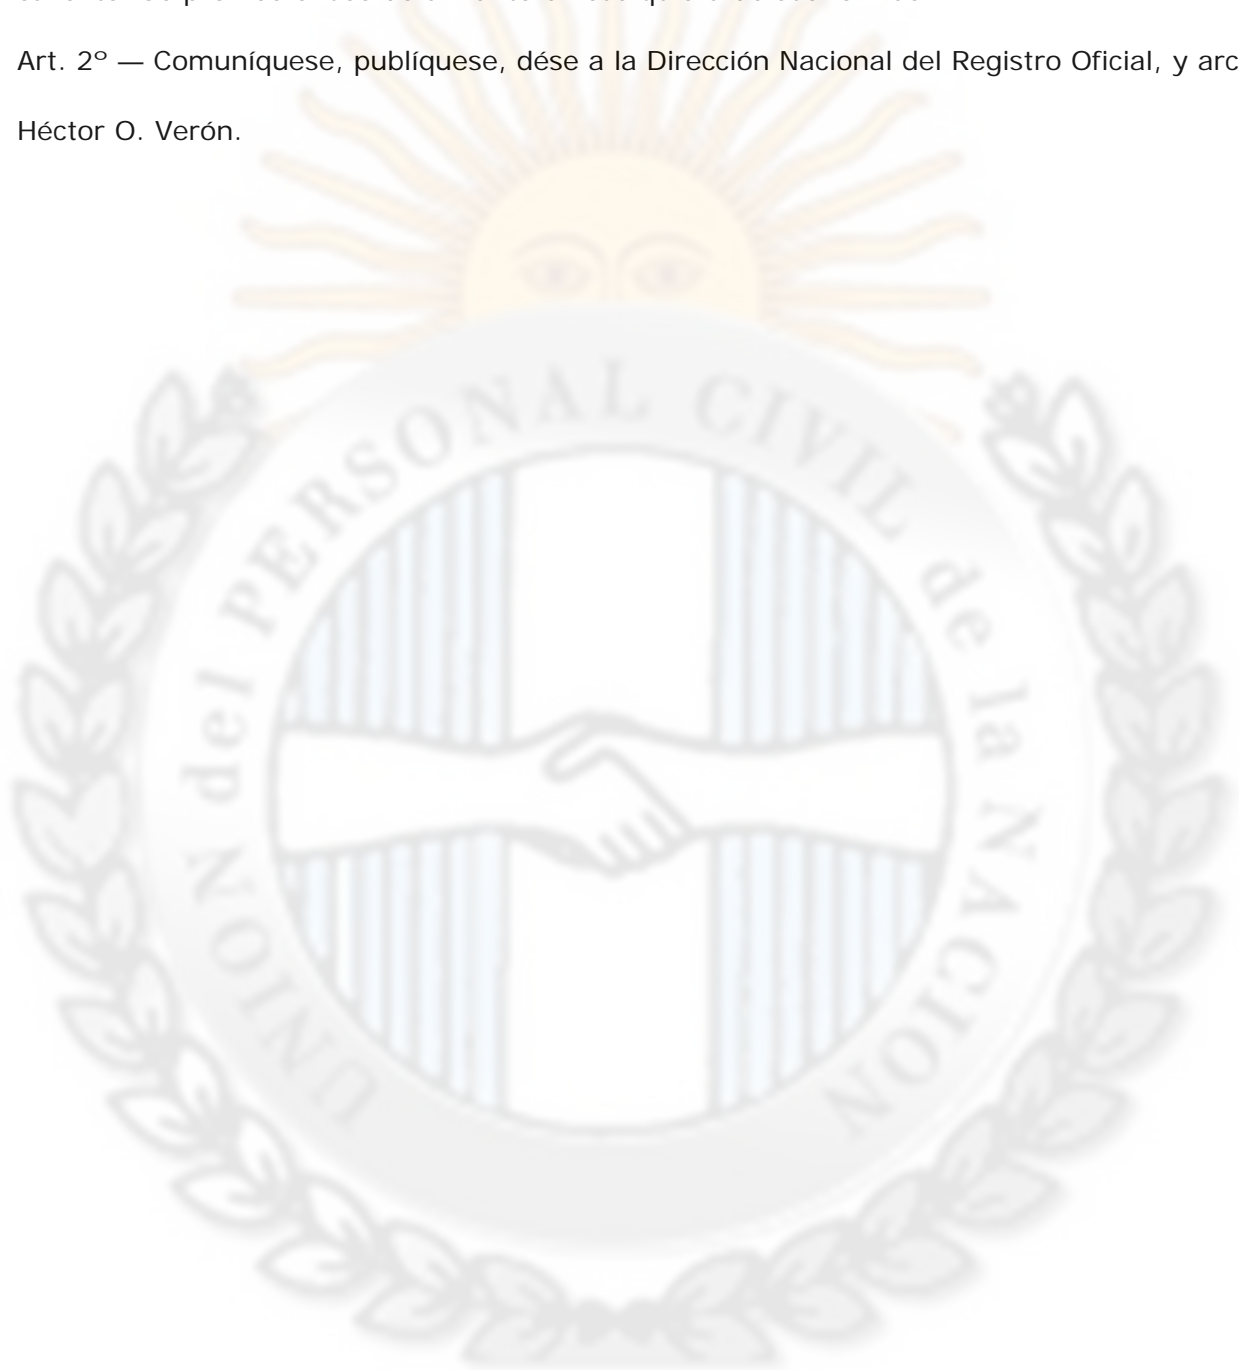 Art. 2º — Comuníquese, publíquese, dése a la Dirección Nacional del Registro Oficial, y arc
Héctor O. Verón.
UNION del PERSONAL CIVIL de la NACION